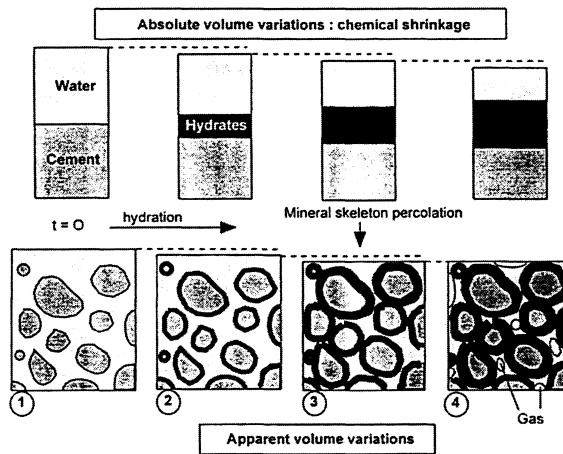 Absolute volume variations : chemical shrinkage
Water
Hydrates
Cement
t = O
hydration
Mineral skeleton percolation
1
2
3
4
Gas
Apparent volume variations